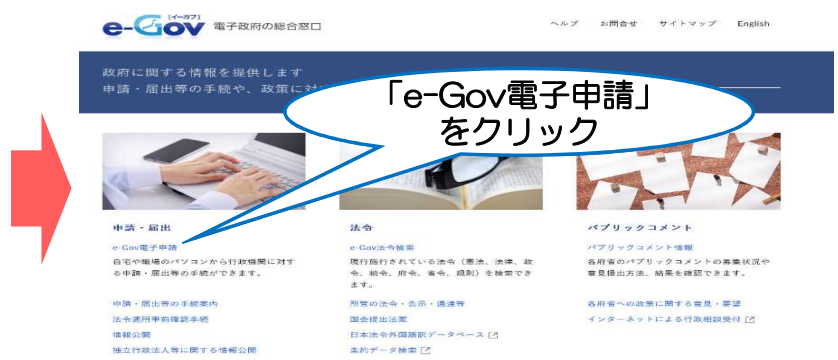 [イーガブ]
e-Gov 電子政府の総合窓口
ヘルプ お問合せ サイトマップ English
政府に関する情報を提供します
申請・届出等の手続や、政策に対
「e-Gov電子申請」
をクリック
申請・届出
e-Gov電子申請
自宅や職場のパソコンから行政機関に対す
る申請・届出等の手続ができます。
申請・届出等の手続案内
法令適用事前確認手続
情報公開
独立行政法人等に関する情報公開
法令
e-Gov法令検索
現行施行されている法令（憲法、法律、政
令、勅令、府令、省令、規則）を検索でき
ます。
所管の法令・告示・通達等
国会提出法案
日本法令外国語訳データベース
条約データ検索
パブリックコメント
パブリックコメント情報
各府省のパブリックコメントの募集状況や
意見提出方法、結果を確認できます。
各府省への政策に関する意見・要望
インターネットによる行政相談受付